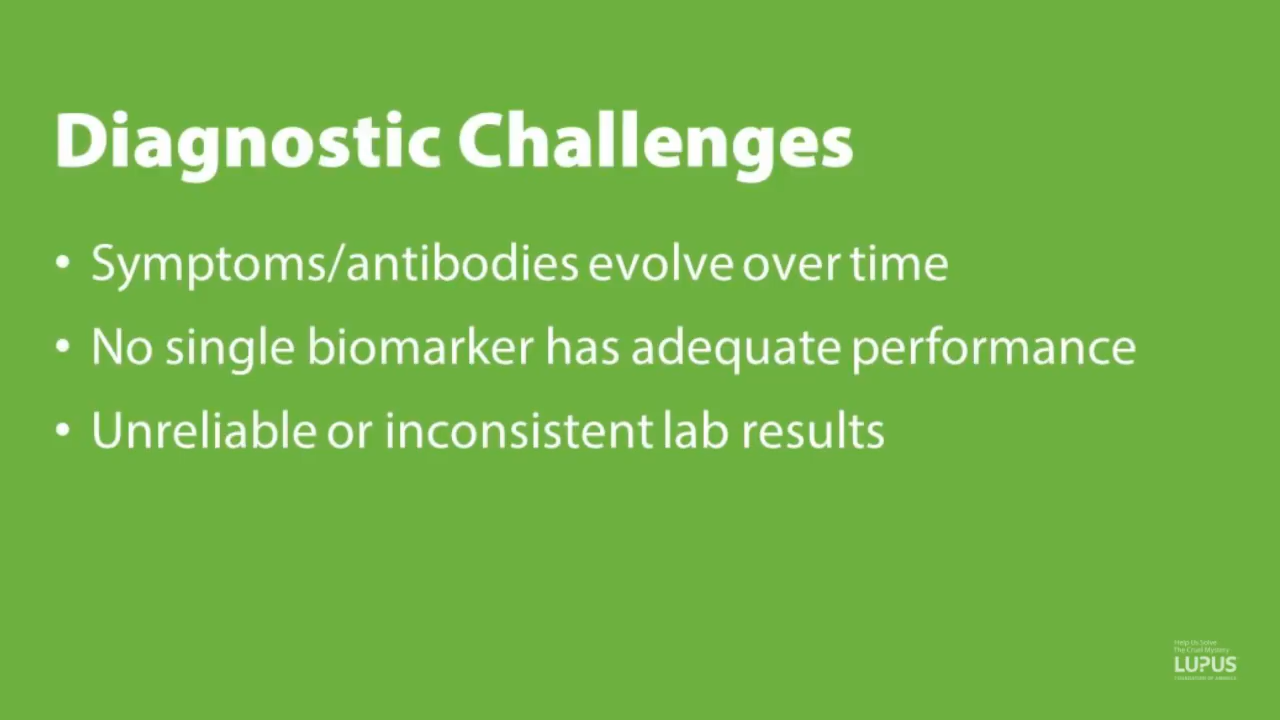 Diagnostic Challenges
• Symptoms/antibodies evolve over time
• No single biomarker has adequate performance
• Unreliable or inconsistent lab results
Help Us Solve
The Cruel Mystery
LUPUS
FOUNDATION OF AMERICA